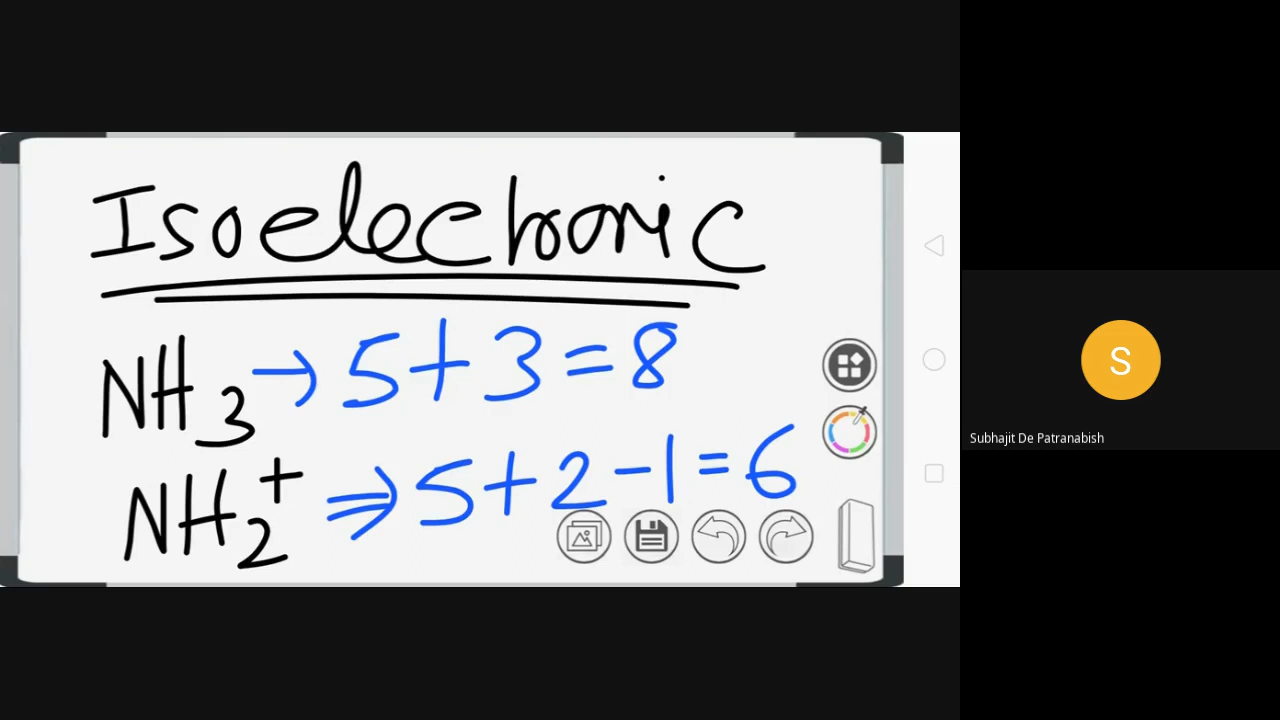 Isoelectronic
NH3 → 5+3=8
NH2+ ⇒ 5+2-1=6
S
Subhajit De Patranabish